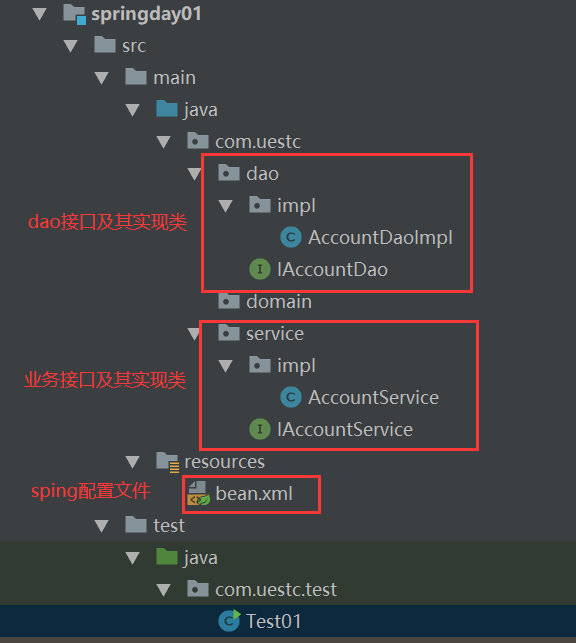 springday01
src
main
java
com.uestc
dao
impl
dao接口及其实现类
C AccountDaoImpl
I IAccountDao
domain
service
impl
业务接口及其实现类
C AccountService
I IAccountService
resources
sping配置文件
bean.xml
test
java
com.uestc.test
C Test01